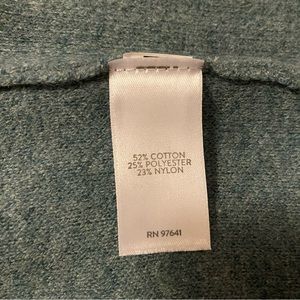 52% COTTON
25% POLYESTER
23% NYLON
RN 97641